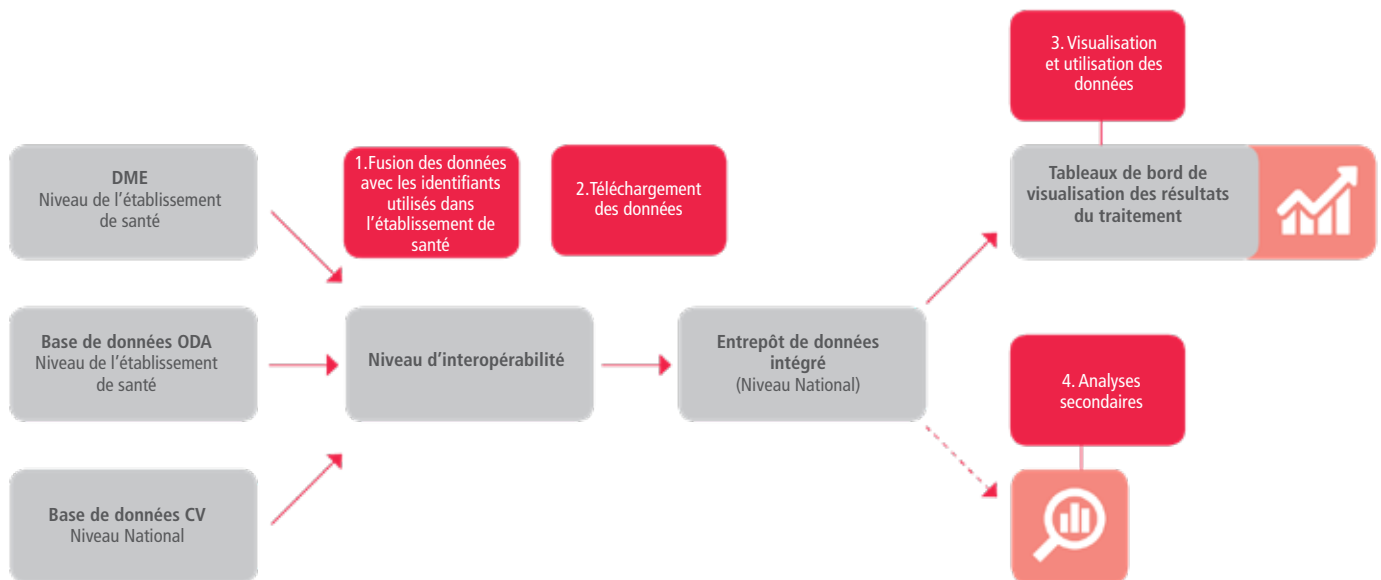 DME
Niveau de l'établissement
de santé
Base de données ODA
Niveau de l'établissement
de santé
Base de données CV
Niveau National
1.Fusion des données
avec les identifiants
utilisés dans
l'établissement de
santé
2.Téléchargement
des données
Niveau d'interopérabilité
Entrepôt de données
intégré
(Niveau National)
3. Visualisation
et utilisation des
données
Tableaux de bord de
visualisation des résultats
du traitement
4. Analyses
secondaires